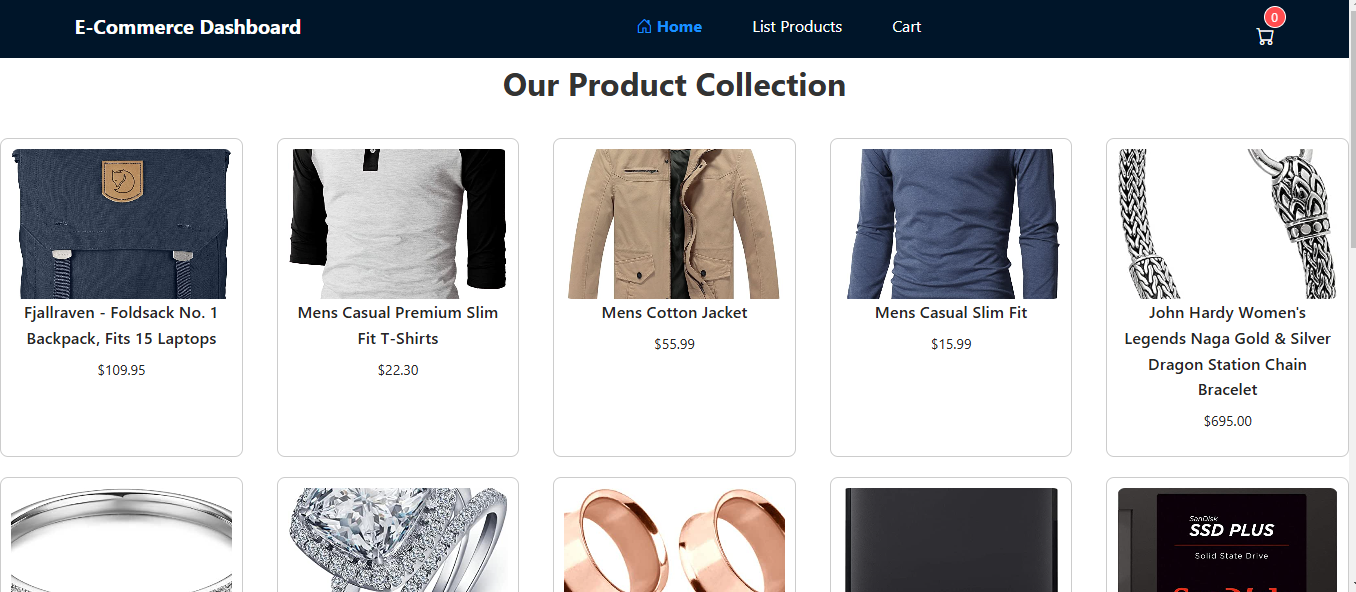 E-Commerce Dashboard
Home
List Products
Cart
0
Our Product Collection
Fjallraven - Foldsack No. 1
Backpack, Fits 15 Laptops
$109.95
Mens Casual Premium Slim
Fit T-Shirts
$22.30
Mens Cotton Jacket
$55.99
Mens Casual Slim Fit
$15.99
John Hardy Women's
Legends Naga Gold & Silver
Dragon Station Chain
Bracelet
$695.00
SanDisk
SSD PLUS
Solid State Drive